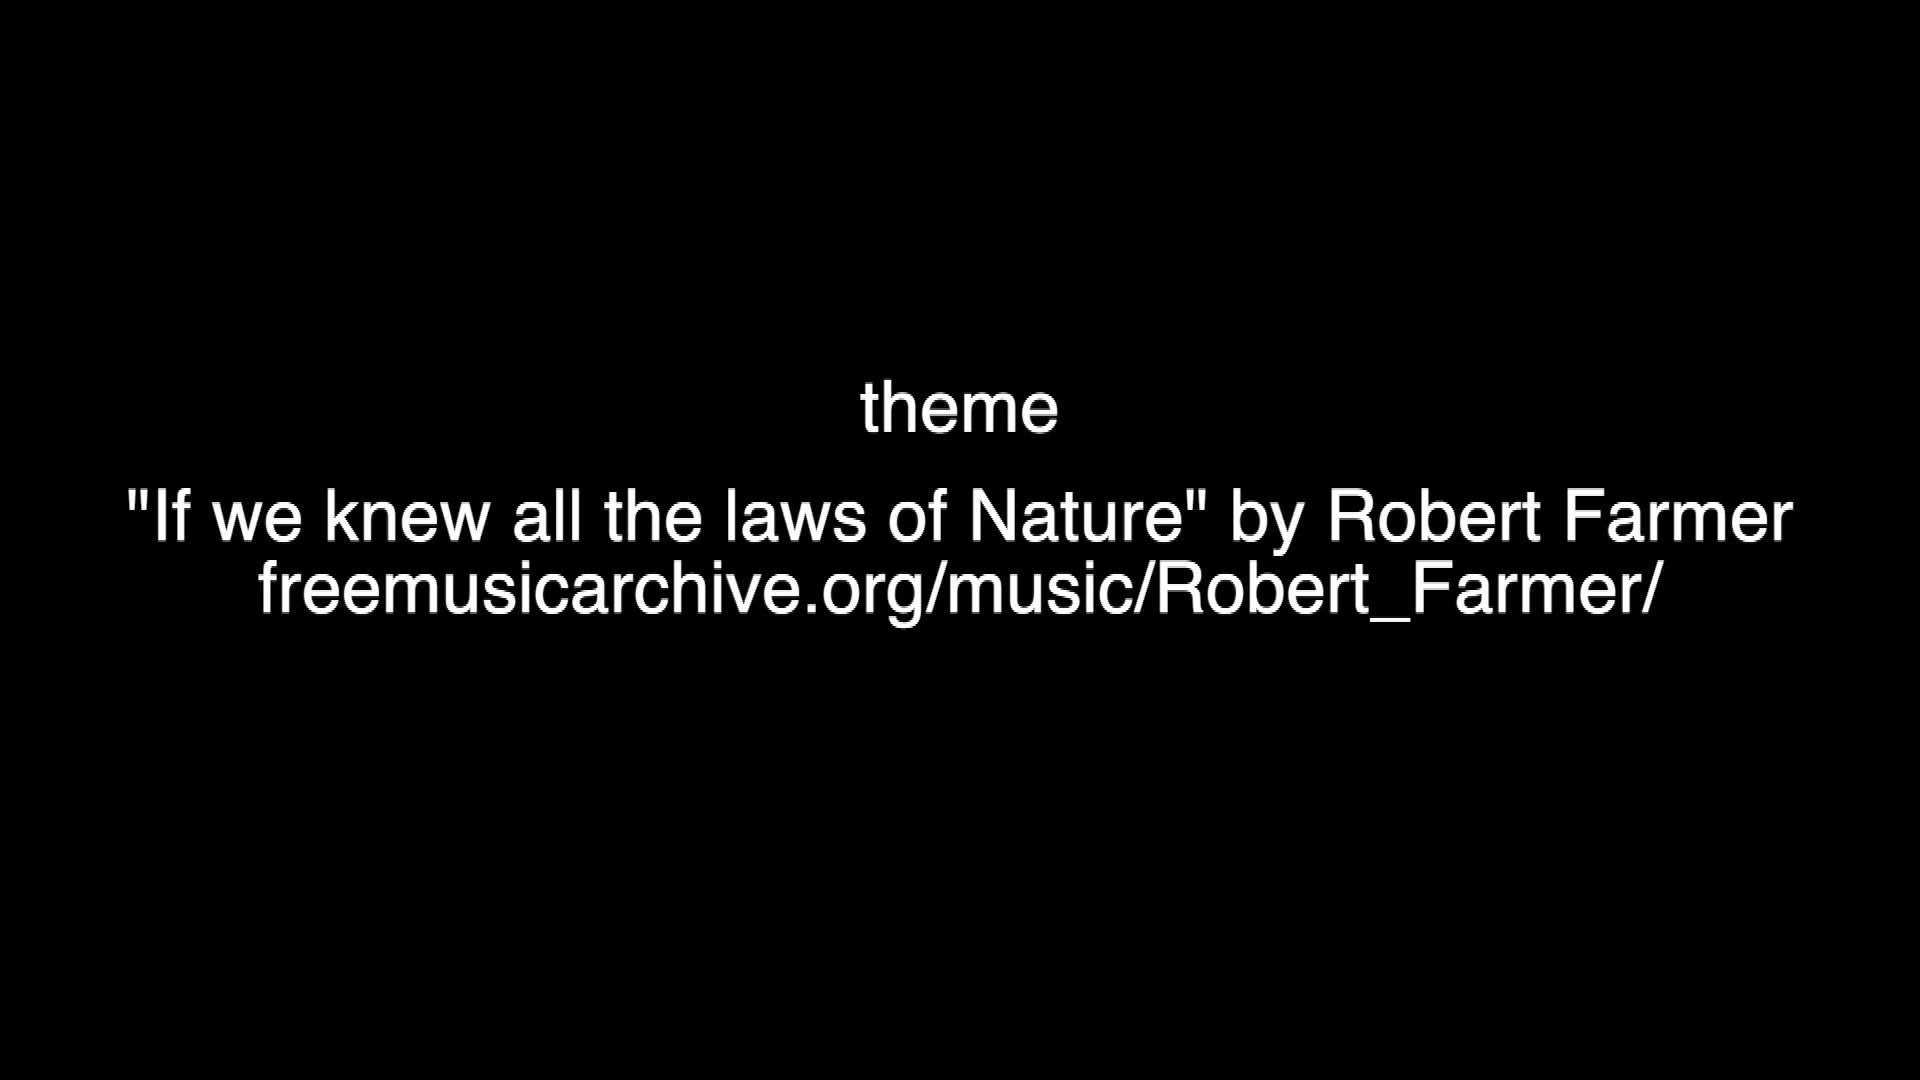 theme
"If we knew all the laws of Nature" by Robert Farmer
freemusicarchive.org/music/Robert_Farmer/